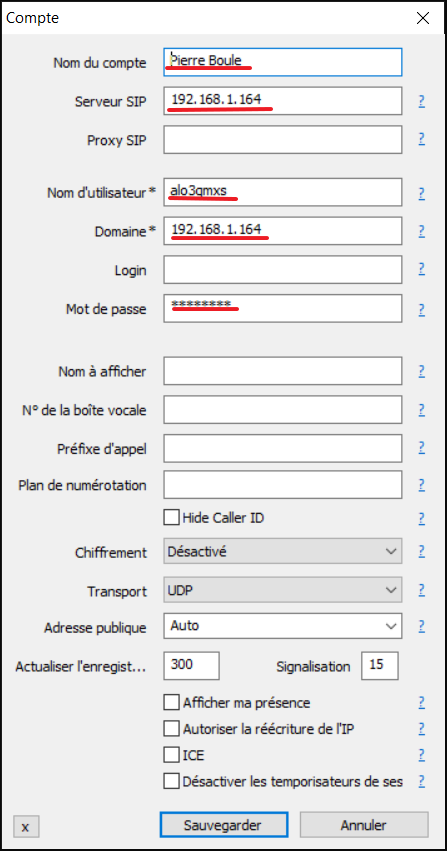 Compte
Nom du compte Pierre Boule
Serveur SIP 192.168.1.164 ?
Proxy SIP ?
Nom d'utilisateur * alo3qmxs ?
Domaine * 192.168.1.164 ?
Login ?
Mot de passe ******** ?
Nom à afficher ?
N° de la boîte vocale ?
Préfixe d'appel ?
Plan de numérotation ?
Hide Caller ID ?
Chiffrement Désactivé ?
Transport UDP ?
Adresse publique Auto ?
Actualiser l'enregist... 300 Signalisation 15 ?
Afficher ma présence ?
Autoriser la réécriture de l'IP ?
ICE ?
Désactiver les temporisateurs de ses ?
x Sauvegarder Annuler